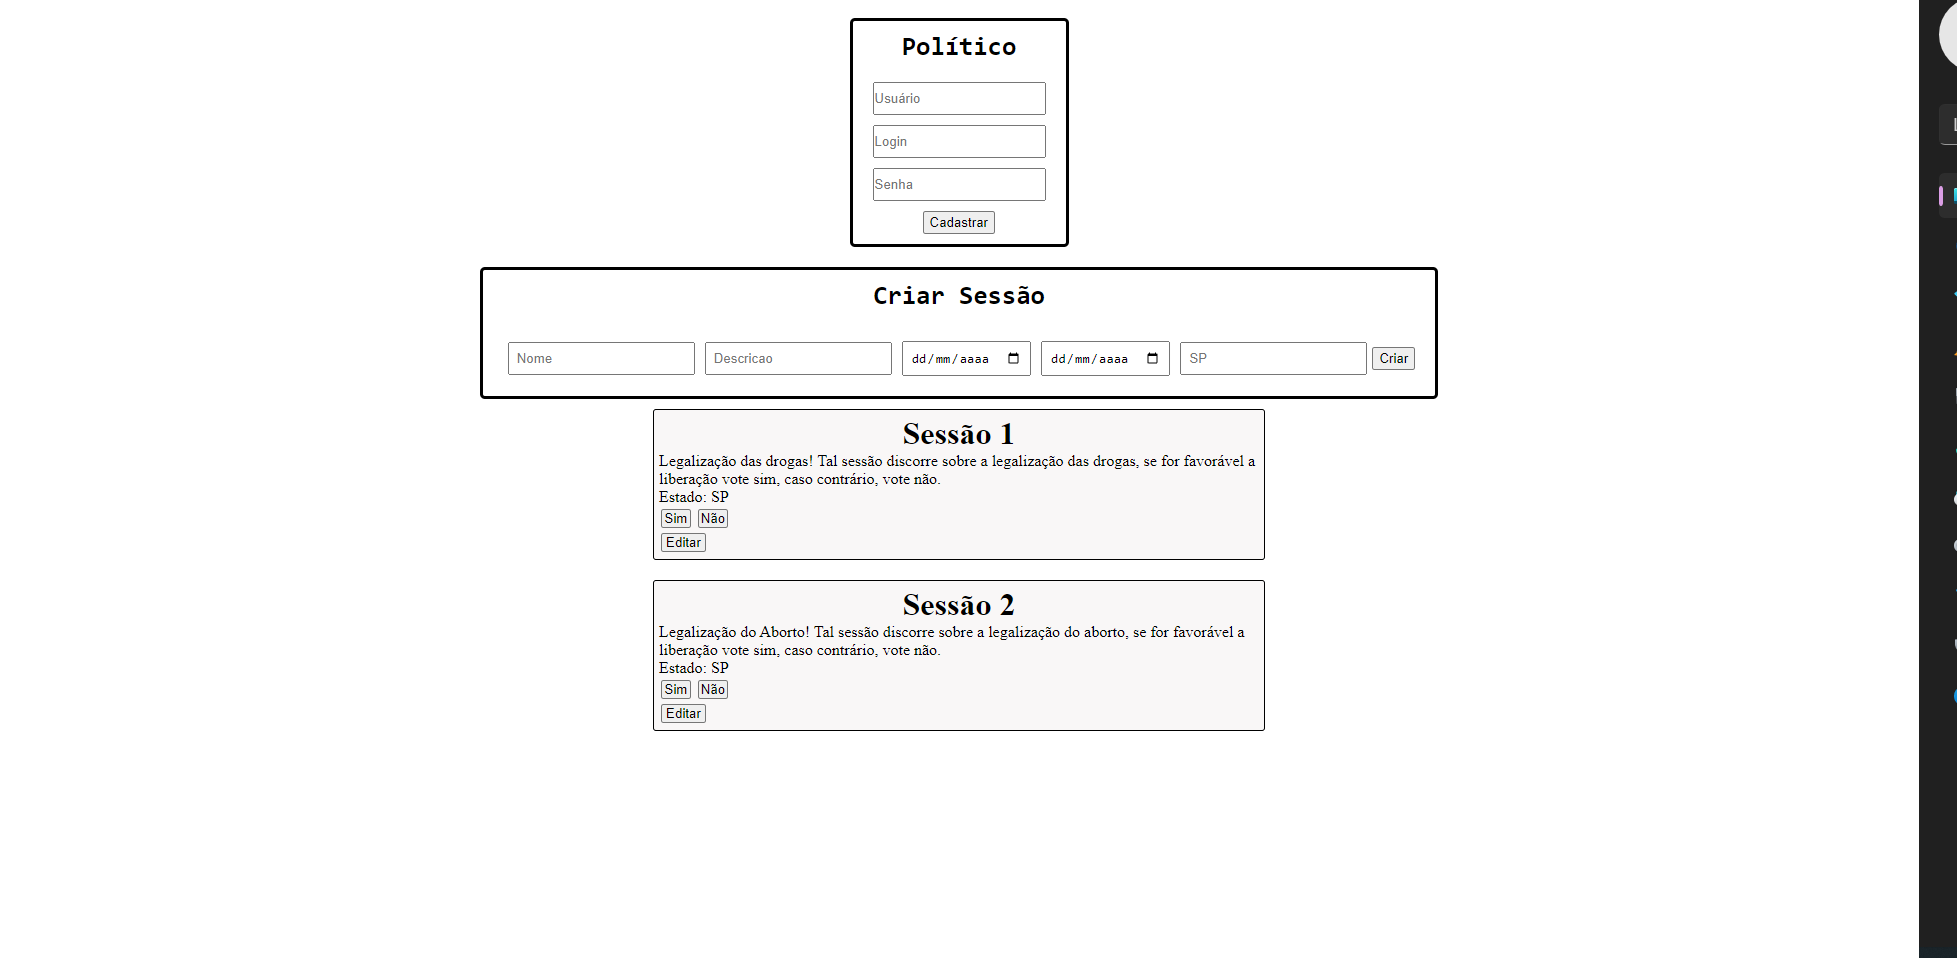 Político
Usuário
Login
Senha
Cadastrar
Criar Sessão
Nome Descricao dd/mm/aaaa dd/mm/aaaa SP Criar
Sessão 1
Legalização das drogas! Tal sessão discorre sobre a legalização das drogas, se for favorável a
liberação vote sim, caso contrário, vote não.
Estado: SP
Sim Não
Editar
Sessão 2
Legalização do Aborto! Tal sessão discorre sobre a legalização do aborto, se for favorável a
liberação vote sim, caso contrário, vote não.
Estado: SP
Sim Não
Editar